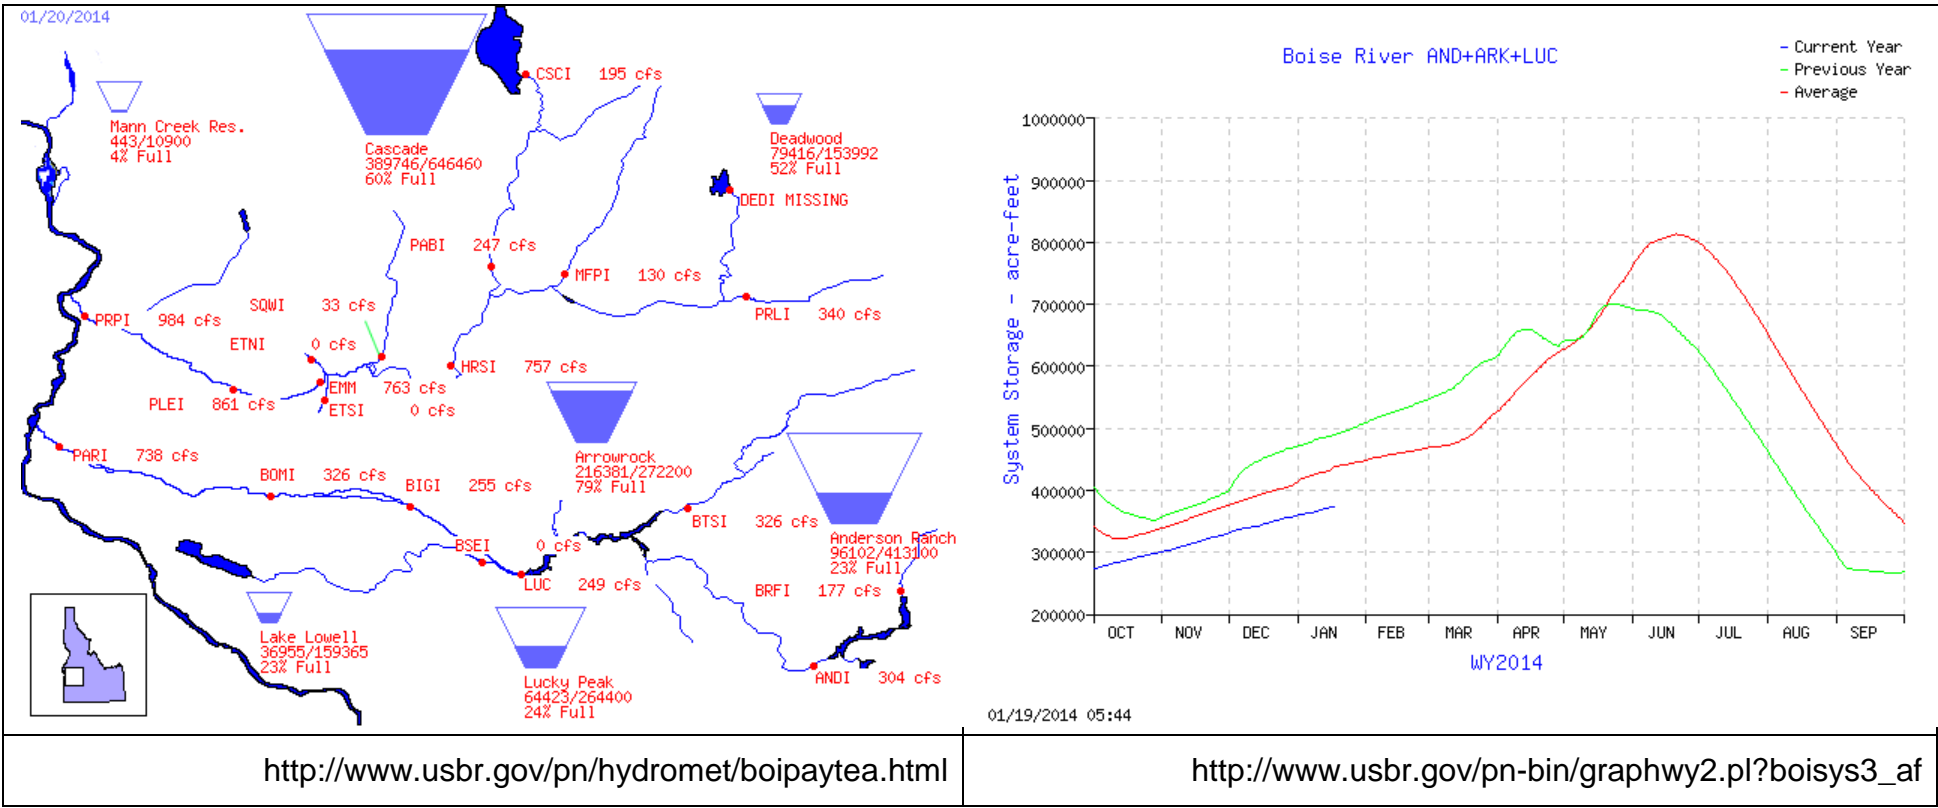 01/20/2014
Mann Creek Res.
443/10900
4% Full
Cascade
389746/646460
60% Full
CSCI 195 cfs
Deadwood
79416/153992
52% Full
DEDI MISSING
PABI 247 cfs
MFPI 130 cfs
SQWI 33 cfs
PRPI 984 cfs
PRLI 340 cfs
ETNI 0 cfs
HRSI 757 cfs
EMM 763 cfs
PLEI 861 cfs
ETSI 0 cfs
Arrowrock
216381/272200
79% Full
PARI 738 cfs
BOMI 326 cfs
BIGI 255 cfs
BTSI 326 cfs
Anderson Ranch
96102/413100
23% Full
BSEI 0 cfs
LUC 249 cfs
BRFI 177 cfs
Lake Lowell
36955/159365
23% Full
Lucky Peak
64423/264400
24% Full
ANDI 304 cfs
Boise River AND+ARK+LUC
- Current Year
- Previous Year
- Average
System Storage - acre-feet
1000000
900000
800000
700000
600000
500000
400000
300000
200000
OCT NOV DEC JAN FEB MAR APR MAY JUN JUL AUG SEP
WY2014
01/19/2014 05:44
http://www.usbr.gov/pn/hydromet/boipaytea.html
http://www.usbr.gov/pn-bin/graphwy2.pl?boisys3_af